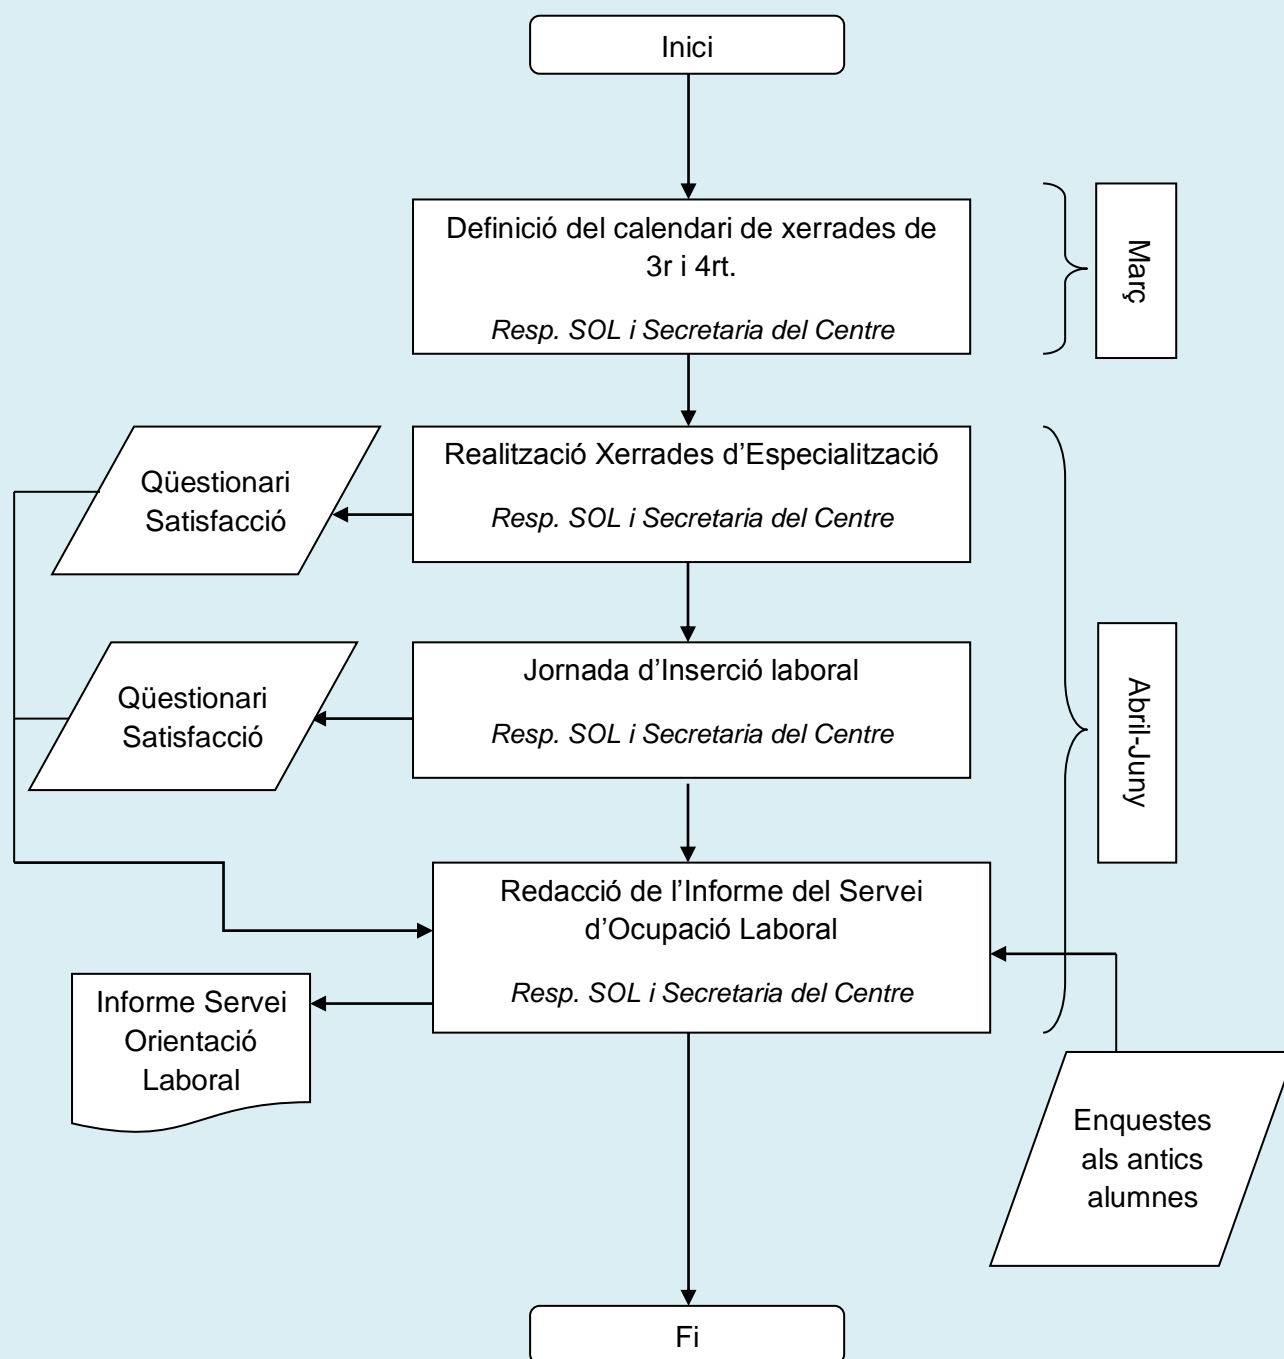 Inici
Definició del calendari de xerrades de
3r i 4rt.
Resp. SOL i Secretaria del Centre
Març
Realització Xerrades d’Especialització
Resp. SOL i Secretaria del Centre
Qüestionari
Satisfacció
Jornada d’Inserció laboral
Resp. SOL i Secretaria del Centre
Qüestionari
Satisfacció
Abril-Juny
Redacció de l’Informe del Servei
d’Ocupació Laboral
Resp. SOL i Secretaria del Centre
Informe Servei
Orientació
Laboral
Enquestes
als antics
alumnes
Fi